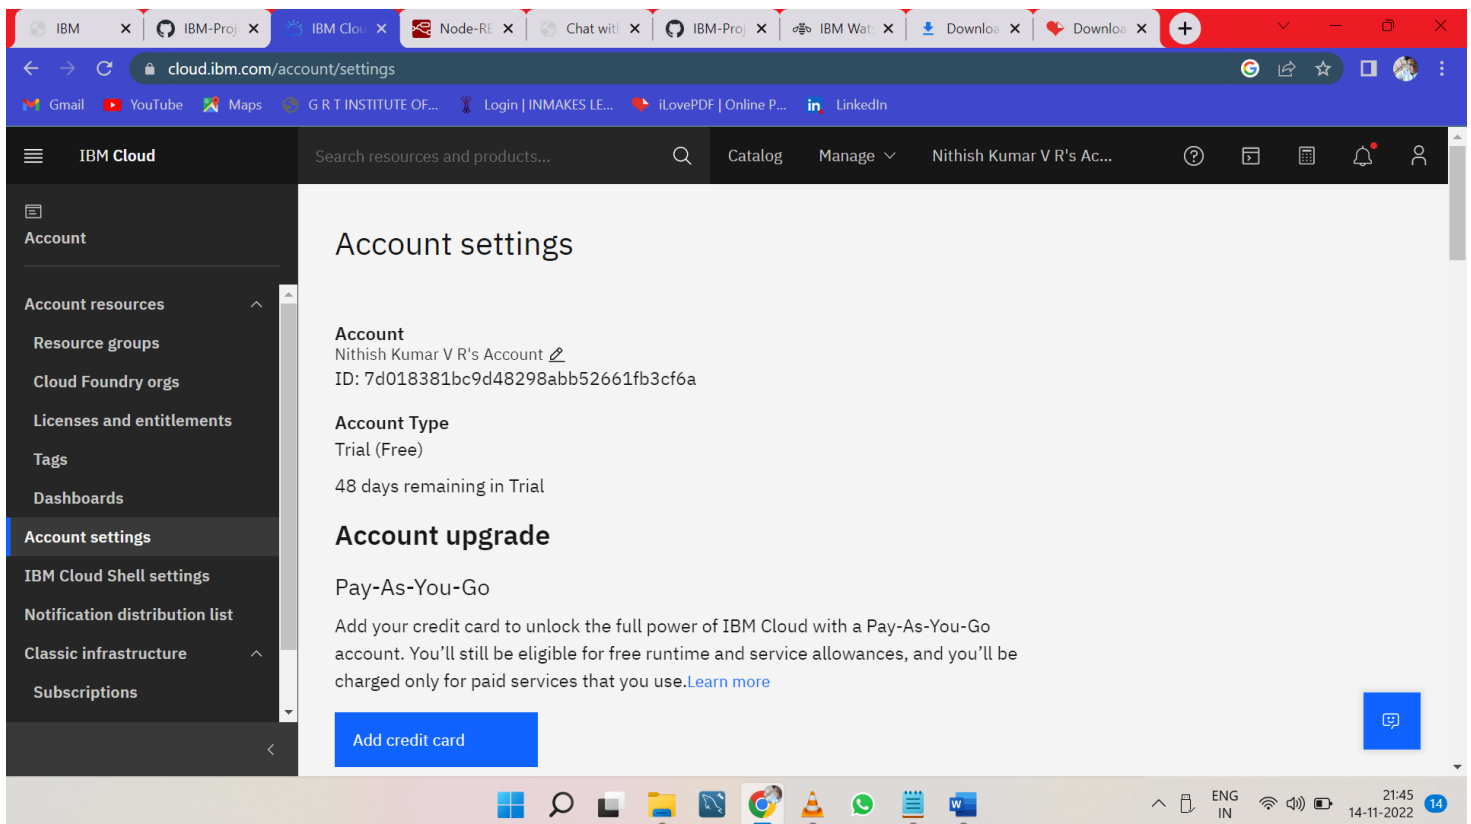 IBM
IBM-Proj
IBM Clou
Node-RE
Chat with
IBM-Proj
IBM Wat
Downloa
Downloa
cloud.ibm.com/account/settings
Gmail
YouTube
Maps
G R T INSTITUTE OF...
Login | INMAKES LE...
iLovePDF | Online P...
LinkedIn
IBM Cloud
Search resources and products...
Catalog
Manage
Nithish Kumar V R's Ac...
Account
Account resources
Resource groups
Cloud Foundry orgs
Licenses and entitlements
Tags
Dashboards
Account settings
IBM Cloud Shell settings
Notification distribution list
Classic infrastructure
Subscriptions
Account settings
Account
Nithish Kumar V R's Account
ID: 7d018381bc9d48298abb52661fb3cf6a
Account Type
Trial (Free)
48 days remaining in Trial
Account upgrade
Pay-As-You-Go
Add your credit card to unlock the full power of IBM Cloud with a Pay-As-You-Go
account. You’ll still be eligible for free runtime and service allowances, and you’ll be
charged only for paid services that you use.Learn more
Add credit card
ENG
IN
21:45
14-11-2022
14